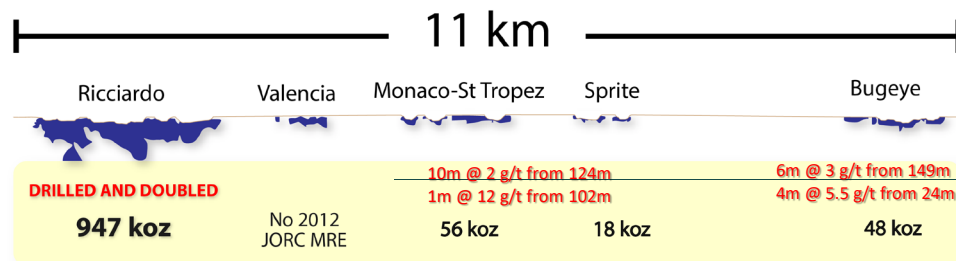 11 km
Ricciardo
Valencia
Monaco-St Tropez
Sprite
Bugeye
10m @ 2 g/t from 124m
6m @ 3 g/t from 149m
DRILLED AND DOUBLED
1m @ 12 g/t from 102m
4m @ 5.5 g/t from 24m
947 koz
No 2012
JORC MRE
56 koz
18 koz
48 koz